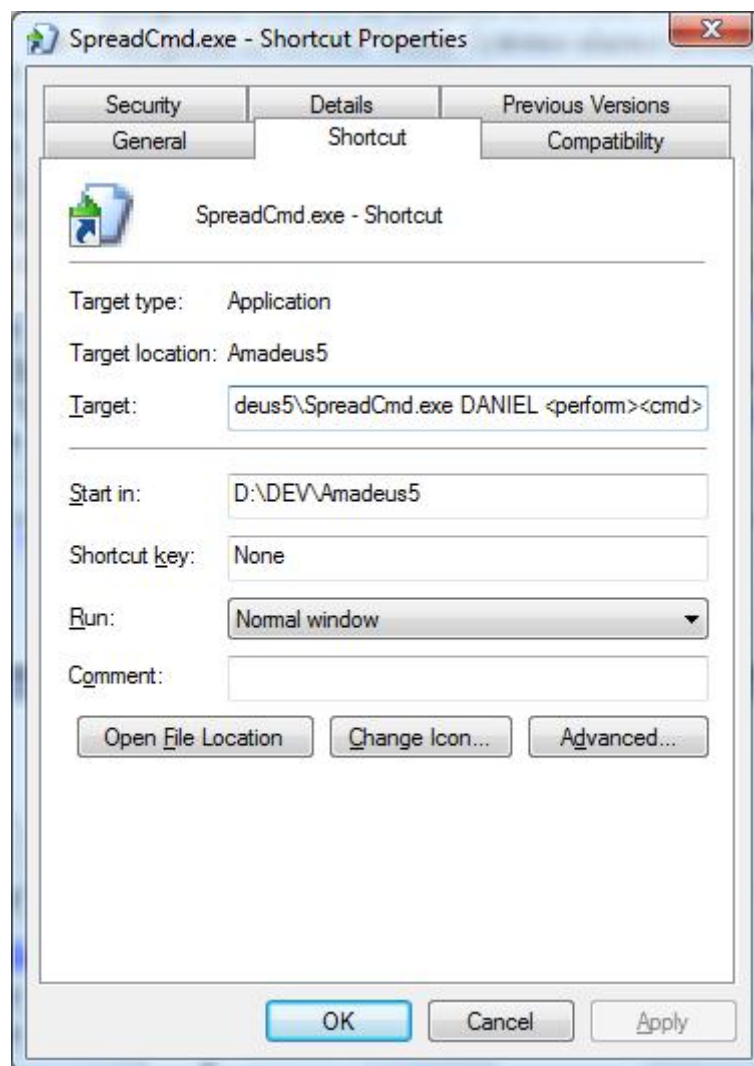 SpreadCmd.exe - Shortcut Properties
Security Details Previous Versions
General Shortcut Compatibility
SpreadCmd.exe - Shortcut
Target type: Application
Target location: Amadeus5
Target: deus5\SpreadCmd.exe DANIEL <perform><cmd>
Start in: D:\DEV\Amadeus5
Shortcut key: None
Run: Normal window
Comment:
Open File Location Change Icon... Advanced...
OK Cancel Apply